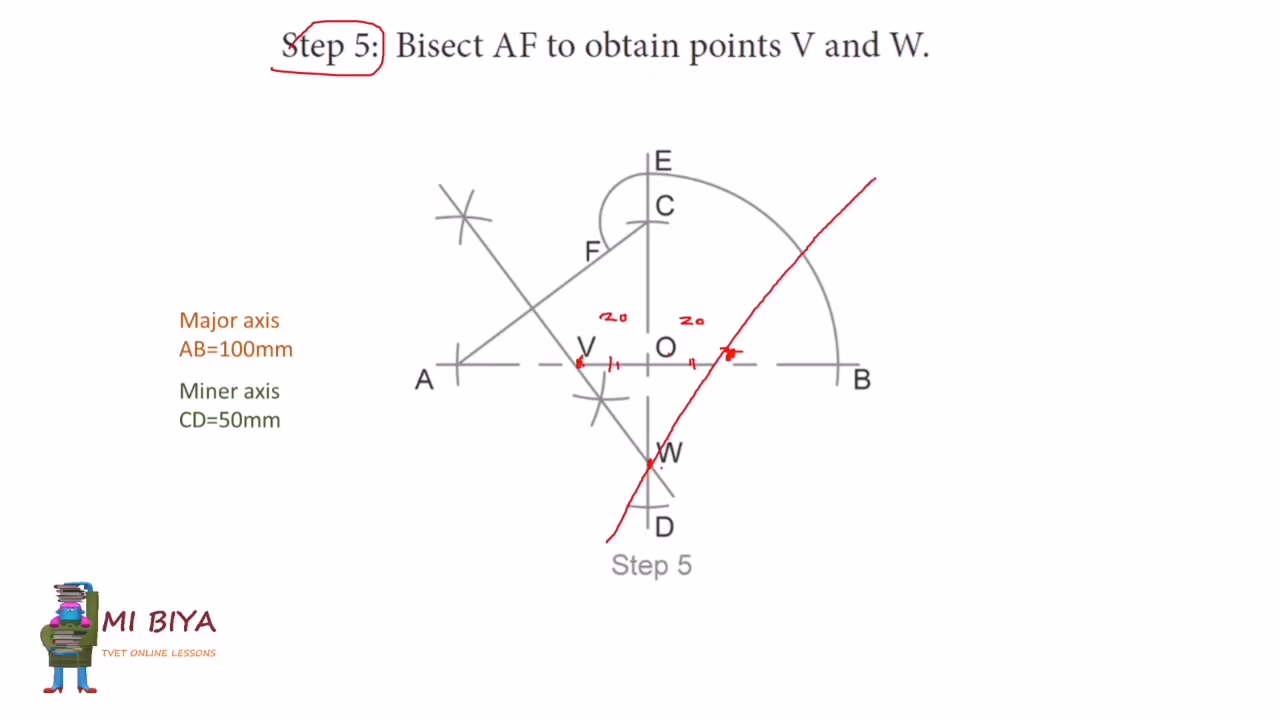 Step 5: Bisect AF to obtain points V and W.
E
C
F
Major axis
AB=100mm
20
20
V
O
A
B
Miner axis
CD=50mm
W
D
Step 5
MI BIYA
TVET ONLINE LESSONS